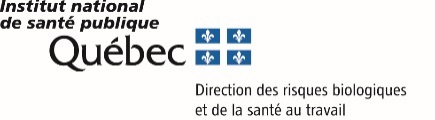 Institut national
de santé publique
Québec
Direction des risques biologiques
et de la santé au travail